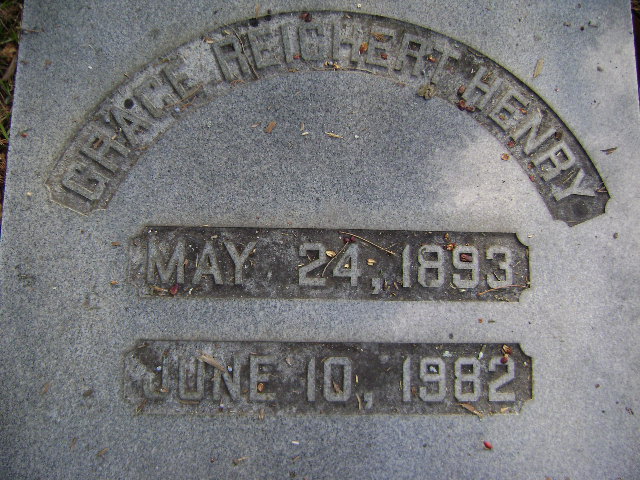 GRACE REICHERT HENRY
MAY 24, 1893
JUNE 10, 1982